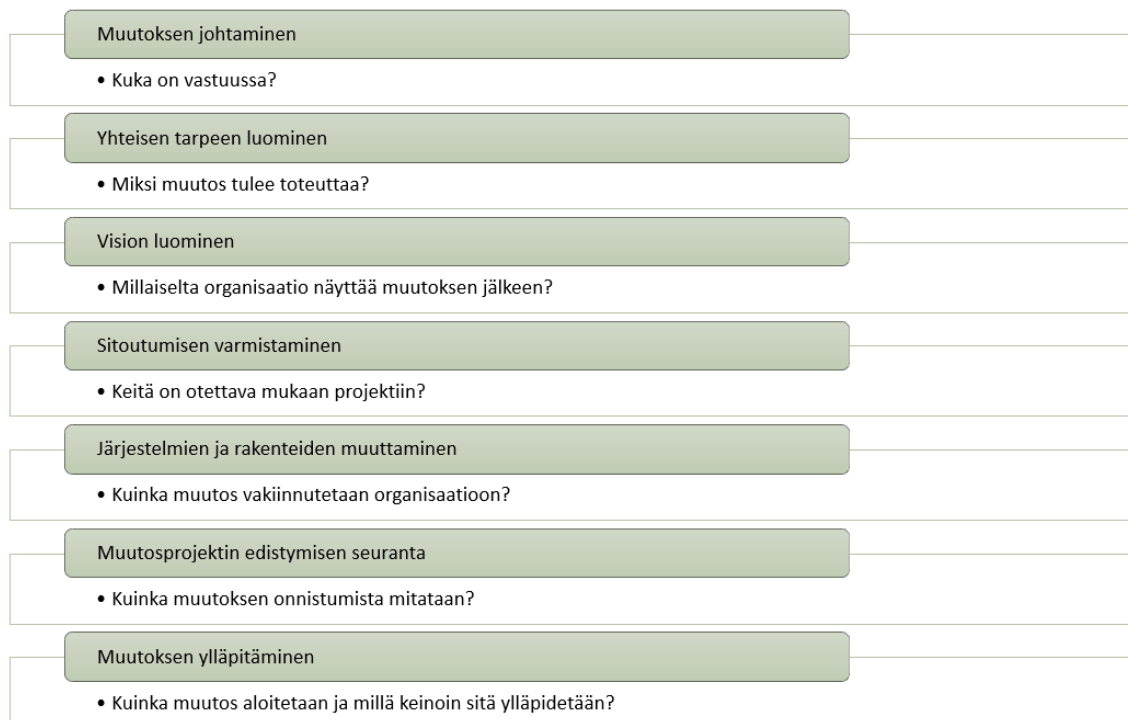 Muutoksen johtaminen
• Kuka on vastuussa?
Yhteisen tarpeen luominen
• Miksi muutos tulee toteuttaa?
Vision luominen
• Millaiselta organisaatio näyttää muutoksen jälkeen?
Sitoutumisen varmistaminen
• Keitä on otettava mukaan projektiin?
Järjestelmien ja rakenteiden muuttaminen
• Kuinka muutos vakiinnutetaan organisaatioon?
Muutosprojektin edistymisen seuranta
• Kuinka muutoksen onnistumista mitataan?
Muutoksen ylläpitäminen
• Kuinka muutos aloitetaan ja millä keinoin sitä ylläpidetään?